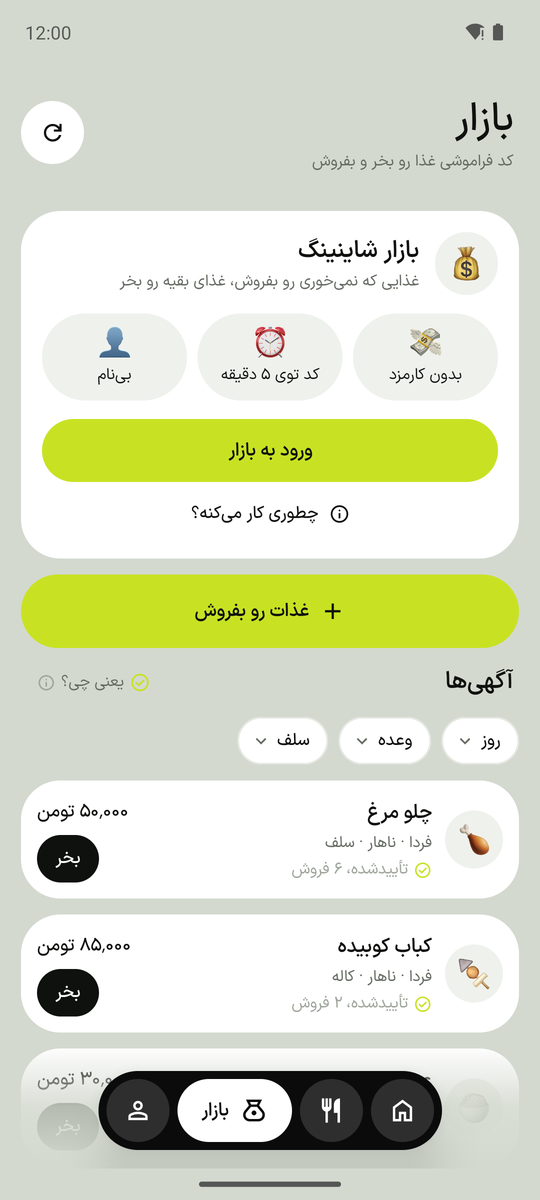 12:00
بازار
کد فراموشی غذا رو بخر و بفروش
بازار شاینینگ
غذایی که نمی‌خوری رو بفروش، غذای بقیه رو بخر
بدون کارمزد
کد توی ۵ دقیقه
بی‌نام
ورود به بازار
چطوری کار می‌کنه؟
غذات رو بفروش
آگهی‌ها
یعنی چی؟
روز
وعده
سلف
چلو مرغ
۵۰,۰۰۰ تومن
فردا · ناهار · سلف
تأییدشده، ۶ فروش
بخر
کباب کوبیده
۸۵,۰۰۰ تومن
فردا · ناهار · کاله
تأییدشده، ۲ فروش
بخر
تومن
بخر
بازار